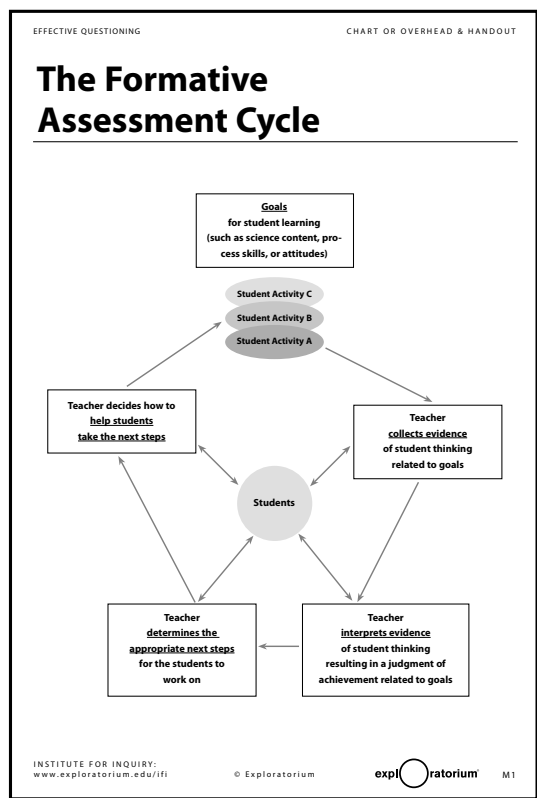 EFFECTIVE QUESTIONING
CHART OR OVERHEAD & HANDOUT
The Formative
Assessment Cycle
Goals
for student learning
(such as science content, pro-
cess skills, or attitudes)
Student Activity C
Student Activity B
Student Activity A
Teacher decides how to
help students
take the next steps
Teacher
collects evidence
of student thinking
related to goals
Students
Teacher
determines the
appropriate next steps
for the students to
work on
Teacher
interprets evidence
of student thinking
resulting in a judgment of
achievement related to goals
INSTITUTE FOR INQUIRY:
www.exploratorium.edu/ifi
© Exploratorium
exploratorium®
M1